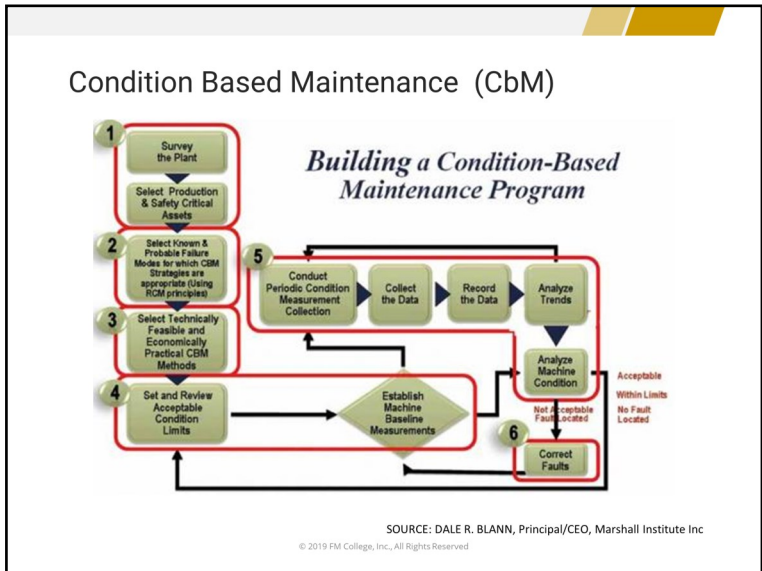 Condition Based Maintenance (CbM)
Building a Condition-Based
Maintenance Program
1
Survey
the Plant
Select Production
& Safety Critical
Assets
2
Select Known &
Probable Failure
Modes for which CBM
Strategies are
appropriate (Using
RCM principles)
3
Select Technically
Feasible and
Economically
Practical CBM
Methods
4
Set and Review
Acceptable
Condition
Limits
Establish
Machine
Baseline
Measurements
5
Conduct
Periodic Condition
Measurement
Collection
Collect
the Data
Record
the Data
Analyze
Trends
Analyze
Machine
Condition
Acceptable
Within Limits
No Fault
Located
Not Acceptable
Fault Located
6
Correct
Faults
SOURCE: DALE R. BLANN, Principal/CEO, Marshall Institute Inc
© 2019 FM College, Inc., All Rights Reserved